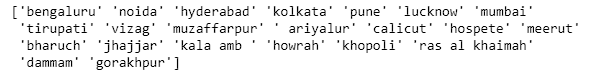 ['bengaluru' 'noida' 'hyderabad' 'kolkata' 'pune' 'lucknow' 'mumbai'
'tirupati' 'vizag' 'muzaffarpur' ' ariyalur' 'calicut' 'hospete' 'meerut'
'bharuch' 'jhajjar' 'kala amb ' 'howrah' 'khopoli' 'ras al khaimah'
'dammam' 'gorakhpur']